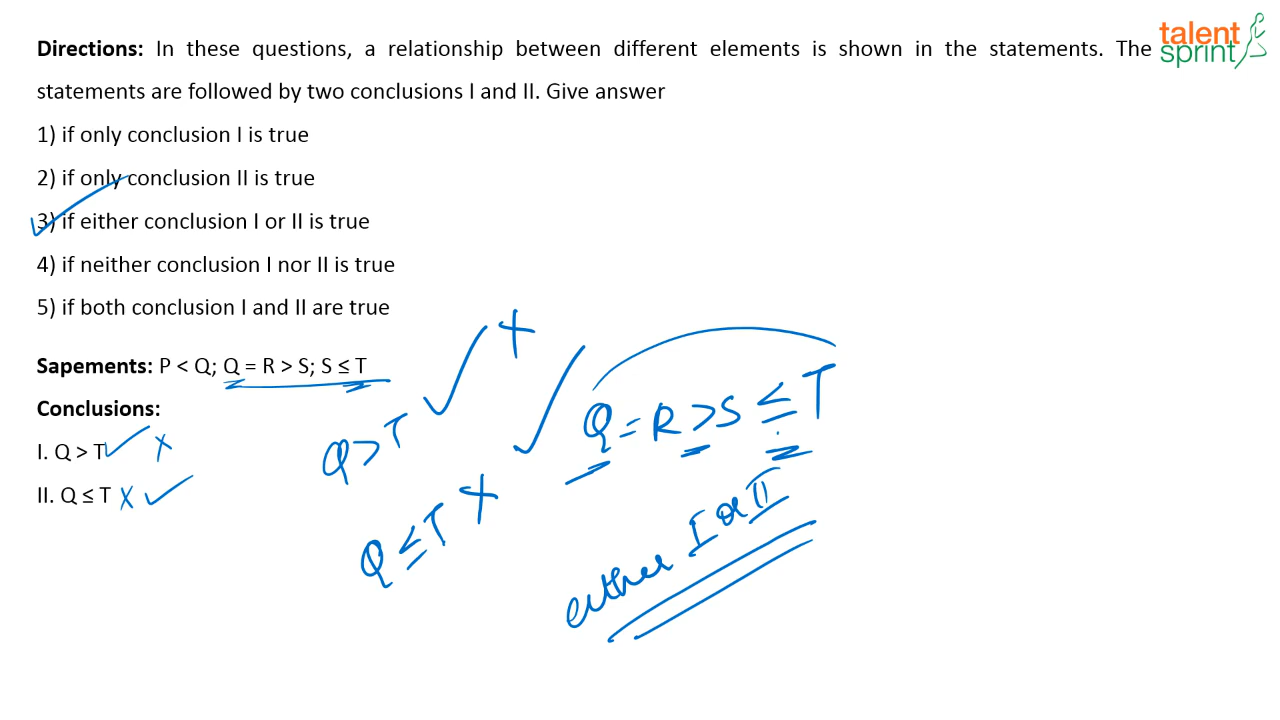 talent
sprint
Directions: In these questions, a relationship between different elements is shown in the statements. The
statements are followed by two conclusions I and II. Give answer
1) if only conclusion I is true
2) if only conclusion II is true
3) if either conclusion I or II is true
4) if neither conclusion I nor II is true
5) if both conclusion I and II are true
Sapements: P < Q; Q = R > S; S ≤ T
Conclusions:
I. Q > T ✓ ×
II. Q ≤ T × ✓
Q > T ✓ ×
Q ≤ T × ✓
Q = R > S ≤ T
either I or II